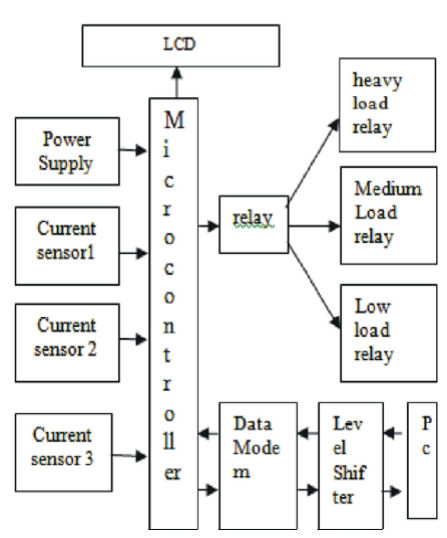 LCD
Power
Supply
Current
sensor1
Current
sensor 2
Current
sensor 3
M
i
c
r
o
c
o
n
t
r
o
ll
er
relay
heavy
load
relay
Medium
Load
relay
Low
load
relay
Data
Mode
m
Lev
el
Shif
ter
P
c